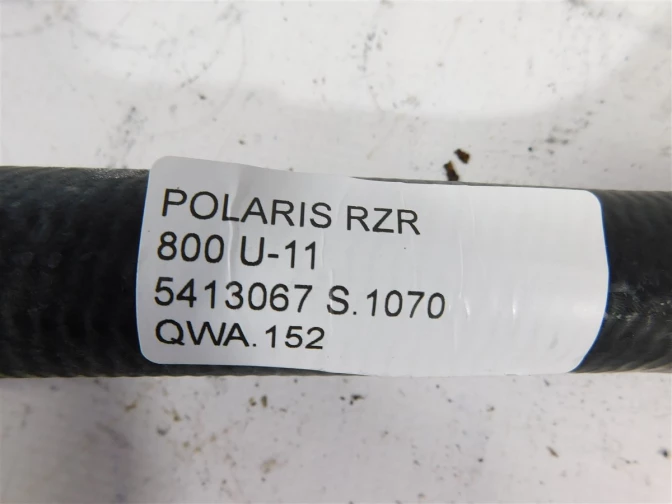 POLARIS RZR
800 U-11
5413067 S.1070
QWA.152